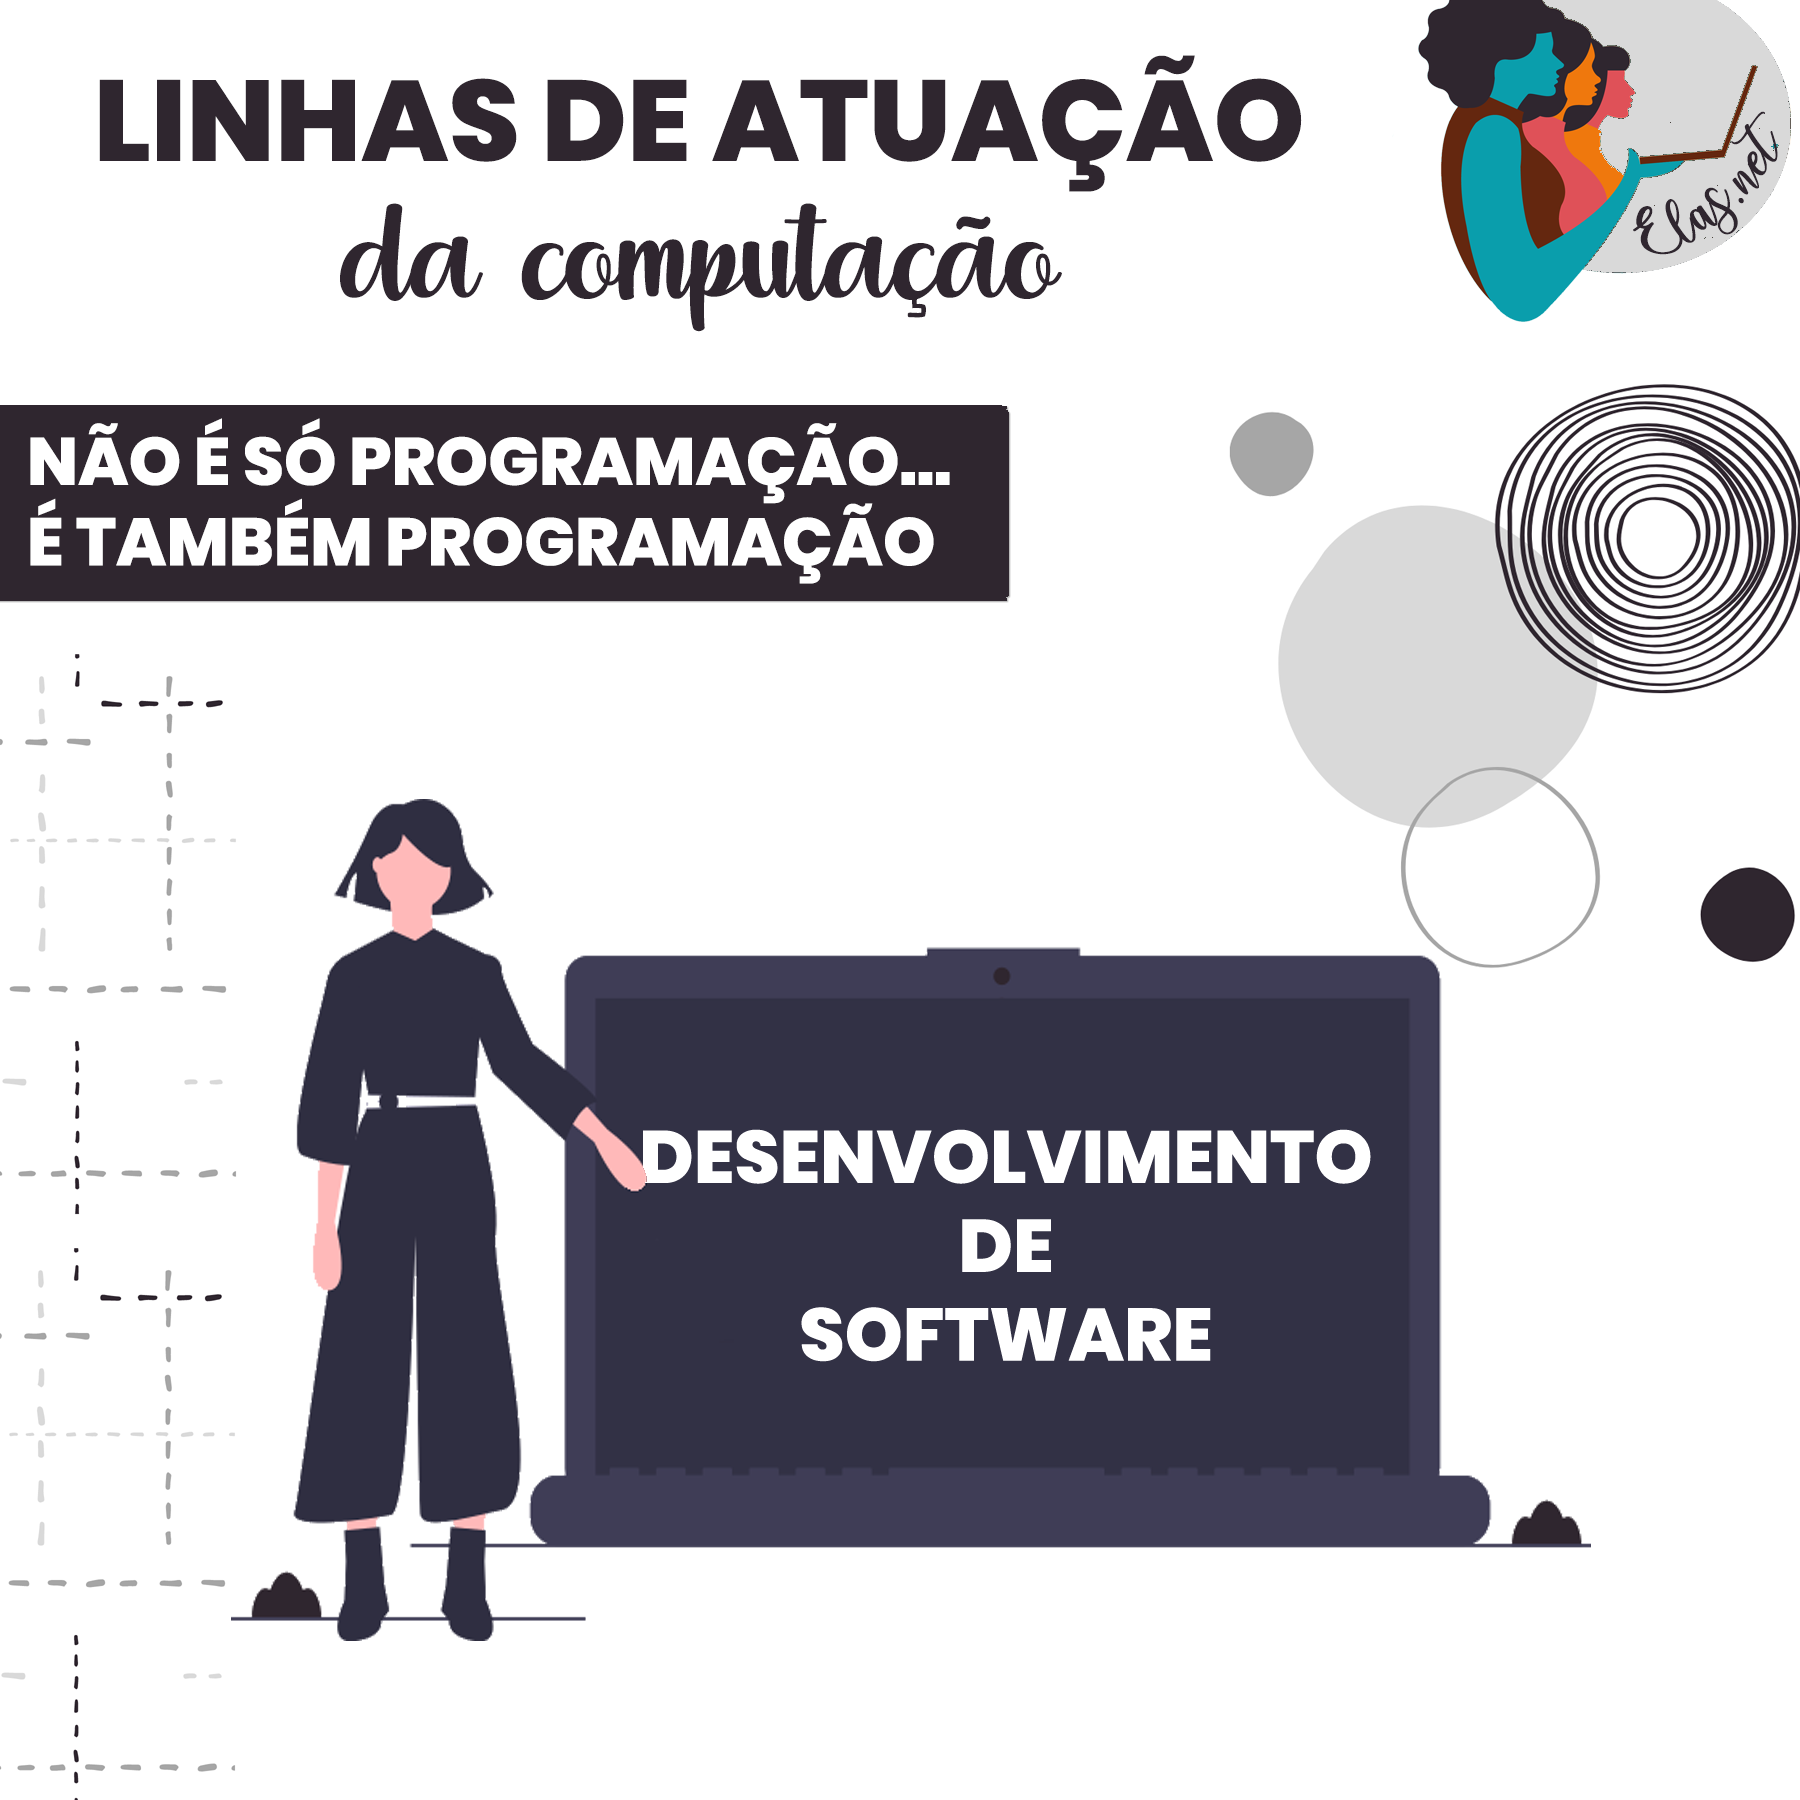 LINHAS DE ATUAÇÃO
da computação
Elas.net
NÃO É SÓ PROGRAMAÇÃO...
É TAMBÉM PROGRAMAÇÃO
DESENVOLVIMENTO
DE
SOFTWARE